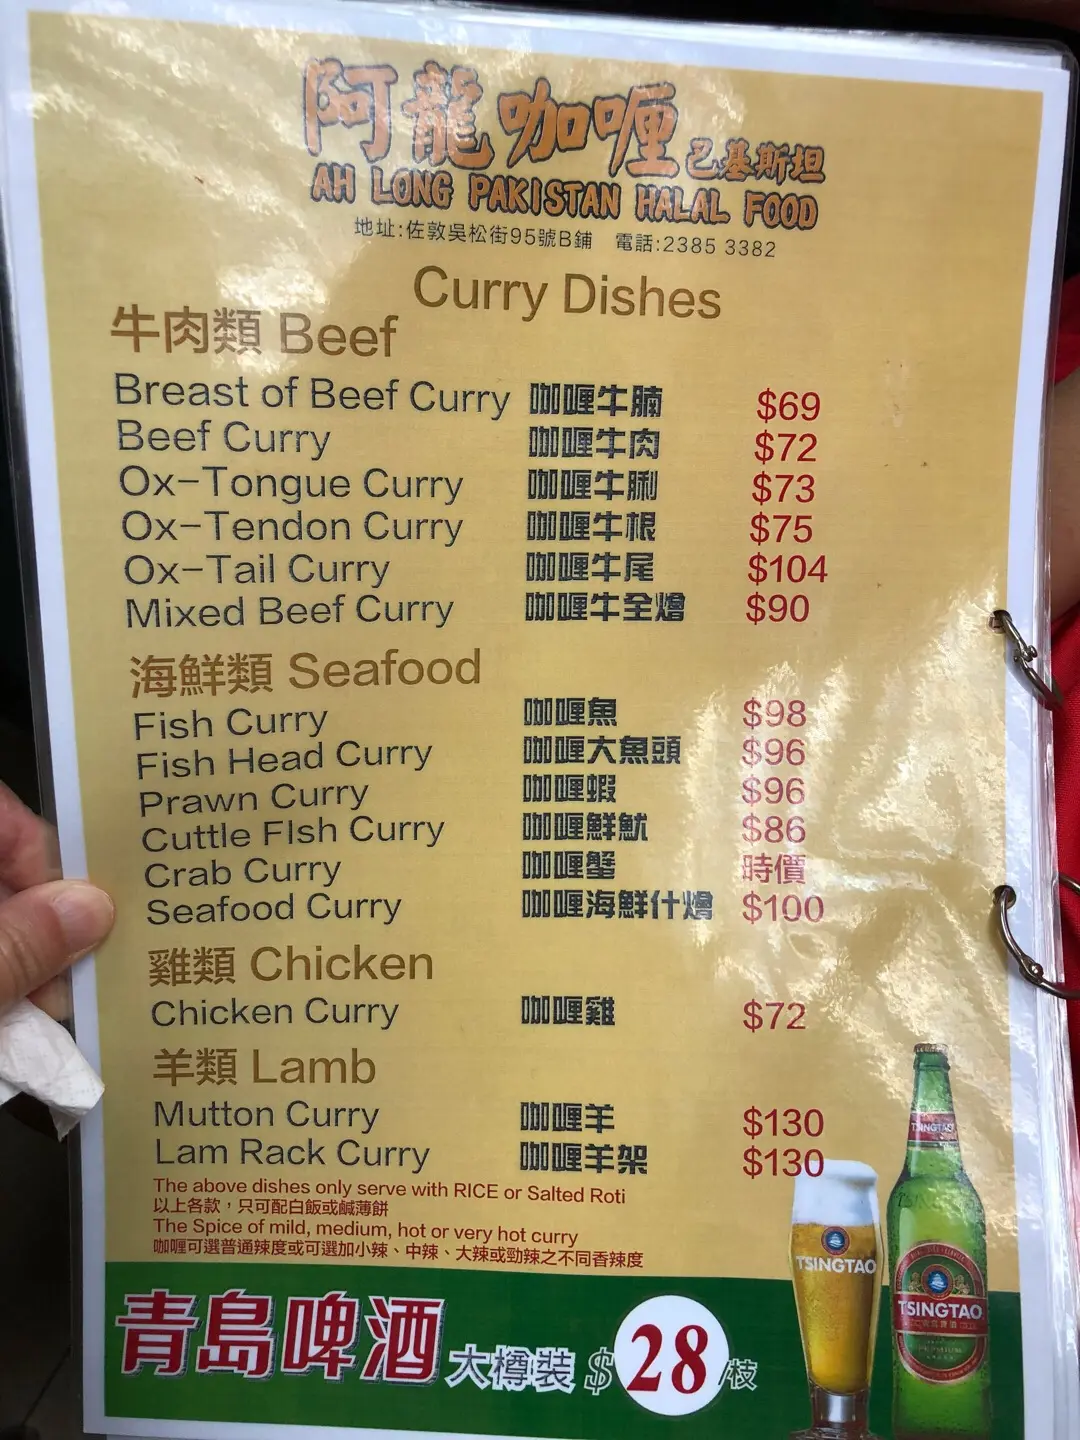 阿龍咖喱 巴基斯坦
AH LONG PAKISTAN HALAL FOOD
地址:佐敦吳松街95號B鋪 電話:2385 3382
Curry Dishes
牛肉類 Beef
Breast of Beef Curry 咖喱牛腩 $69
Beef Curry 咖喱牛肉 $72
Ox-Tongue Curry 咖喱牛脷 $73
Ox-Tendon Curry 咖喱牛根 $75
Ox-Tail Curry 咖喱牛尾 $104
Mixed Beef Curry 咖喱牛全燴 $90
海鮮類 Seafood
Fish Curry 咖喱魚 $98
Fish Head Curry 咖喱大魚頭 $96
Prawn Curry 咖喱蝦 $96
Cuttle FIsh Curry 咖喱鮮魷 $86
Crab Curry 咖喱蟹 時價
Seafood Curry 咖喱海鮮什燴 $100
雞類 Chicken
Chicken Curry 咖喱雞 $72
羊類 Lamb
Mutton Curry 咖喱羊 $130
Lam Rack Curry 咖喱羊架 $130
The above dishes only serve with RICE or Salted Roti
以上各款，只可配白飯或鹹薄餅
The Spice of mild, medium, hot or very hot curry
咖喱可選普通辣度或可選加小辣、中辣、大辣或勁辣之不同香辣度
青島啤酒 大樽裝 $28/枝
TSINGTAO
TSINGTAO
TSINGTAO